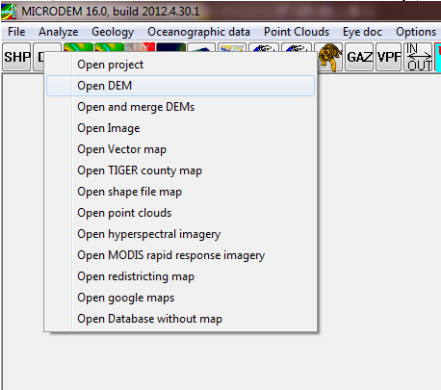 MICRODEM 16.0, build 2012.4.30.1
File Analyze Geology Oceanographic data Point Clouds Eye doc Options
SHP GAZ VPF IN OUT
Open project
Open DEM
Open and merge DEMs
Open Image
Open Vector map
Open TIGER county map
Open shape file map
Open point clouds
Open hyperspectral imagery
Open MODIS rapid response imagery
Open redistricting map
Open google maps
Open Database without map